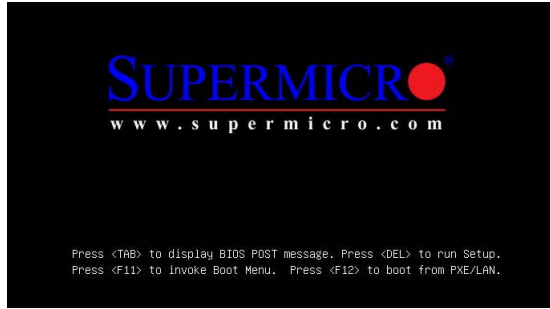 SUPERMICRO®
www.supermicro.com
Press <TAB> to display BIOS POST message. Press <DEL> to run Setup.
Press <F11> to invoke Boot Menu. Press <F12> to boot from PXE/LAN.